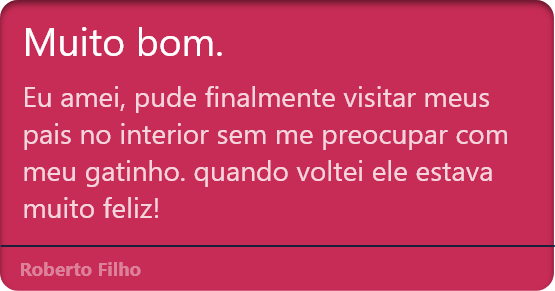 Muito bom.
Eu amei, pude finalmente visitar meus
pais no interior sem me preocupar com
meu gatinho. quando voltei ele estava
muito feliz!
Roberto Filho